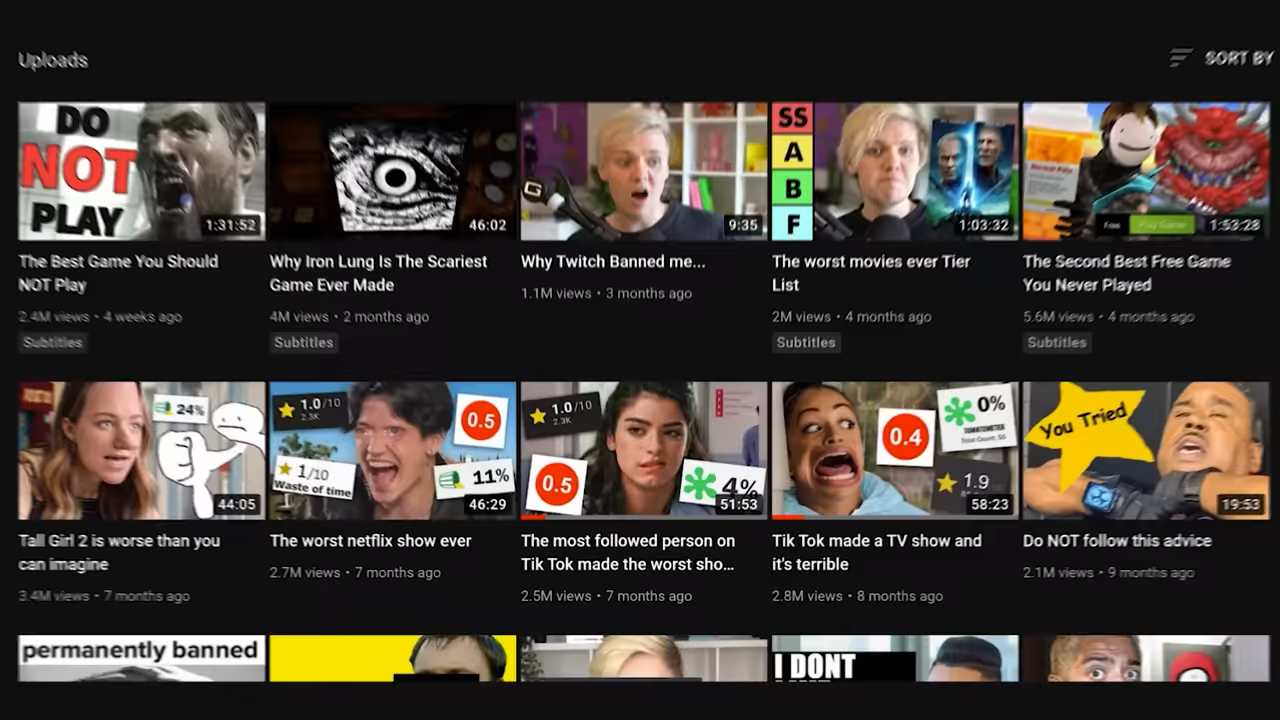 Uploads
SORT BY
DO
NOT
PLAY
1:31:52
46:02
G
9:35
SS
A
B
F
1:03:32
Free
Play Game
1:53:28
The Best Game You Should
NOT Play
2.4M views • 4 weeks ago
Subtitles
Why Iron Lung Is The Scariest
Game Ever Made
4M views • 2 months ago
Subtitles
Why Twitch Banned me...
1.1M views • 3 months ago
The worst movies ever Tier
List
2M views • 4 months ago
Subtitles
The Second Best Free Game
You Never Played
5.6M views • 4 months ago
Subtitles
24%
44:05
1.0/10
2.3K
0.5
1/10
Waste of time
11%
46:29
1.0/10
2.3K
0.5
4%
51:53
0.4
0%
TOMATOMETER
1.9
58:23
You Tried
19:53
Tall Girl 2 is worse than you
can imagine
3.4M views • 7 months ago
The worst netflix show ever
2.7M views • 7 months ago
The most followed person on
Tik Tok made the worst sho...
2.5M views • 7 months ago
Tik Tok made a TV show and
it's terrible
2.8M views • 8 months ago
Do NOT follow this advice
2.1M views • 9 months ago
permanently banned
I DONT